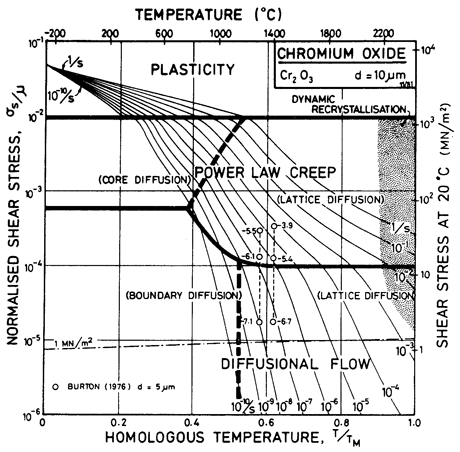 TEMPERATURE (°C)
-200 0 200 400 600 800 1000 1200 1400 1600 1800 2200
CHROMIUM OXIDE
Cr₂O₃ d = 10µm
PLASTICITY
1/s
10⁻¹⁰/s
DYNAMIC
RECRYSTALLISATION
10⁻¹
10⁻²
10⁻³
10⁻⁴
10⁻⁵
10⁻⁶
NORMALISED SHEAR STRESS, σs/µ
10⁴
10³
10²
10
1
SHEAR STRESS AT 20°C (MN/m²)
(CORE DIFFUSION)
POWER LAW CREEP
(LATTICE DIFFUSION)
1/s
10⁻¹
10⁻²
10⁻³
-5.5
-3.9
-6.1
-5.4
(BOUNDARY DIFFUSION)
(LATTICE DIFFUSION)
-7.1
-6.7
1 MN/m²
DIFFUSIONAL FLOW
○ BURTON (1976) d = 5µm
10⁻¹⁰/s 10⁻⁹ 10⁻⁸ 10⁻⁷ 10⁻⁶ 10⁻⁵ 10⁻⁴
0 0.2 0.4 0.6 0.8 1.0
HOMOLOGOUS TEMPERATURE, T/TM